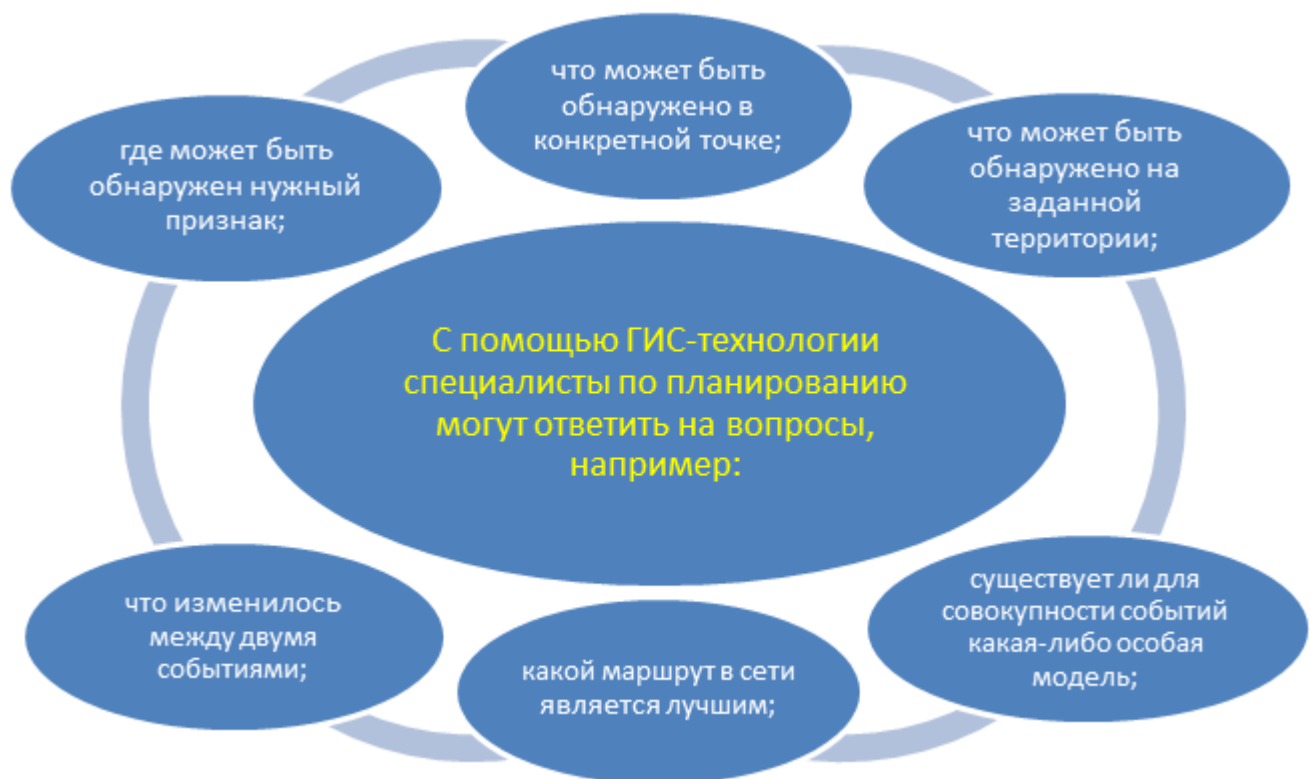 что может быть
обнаружено в
конкретной точке;
что может быть
обнаружено на
заданной
территории;
существует ли для
совокупности событий
какая-либо особая
модель;
какой маршрут в сети
является лучшим;
что изменилось
между двумя
событиями;
где может быть
обнаружен нужный
признак;
С помощью ГИС-технологии
специалисты по планированию
могут ответить на вопросы,
например: